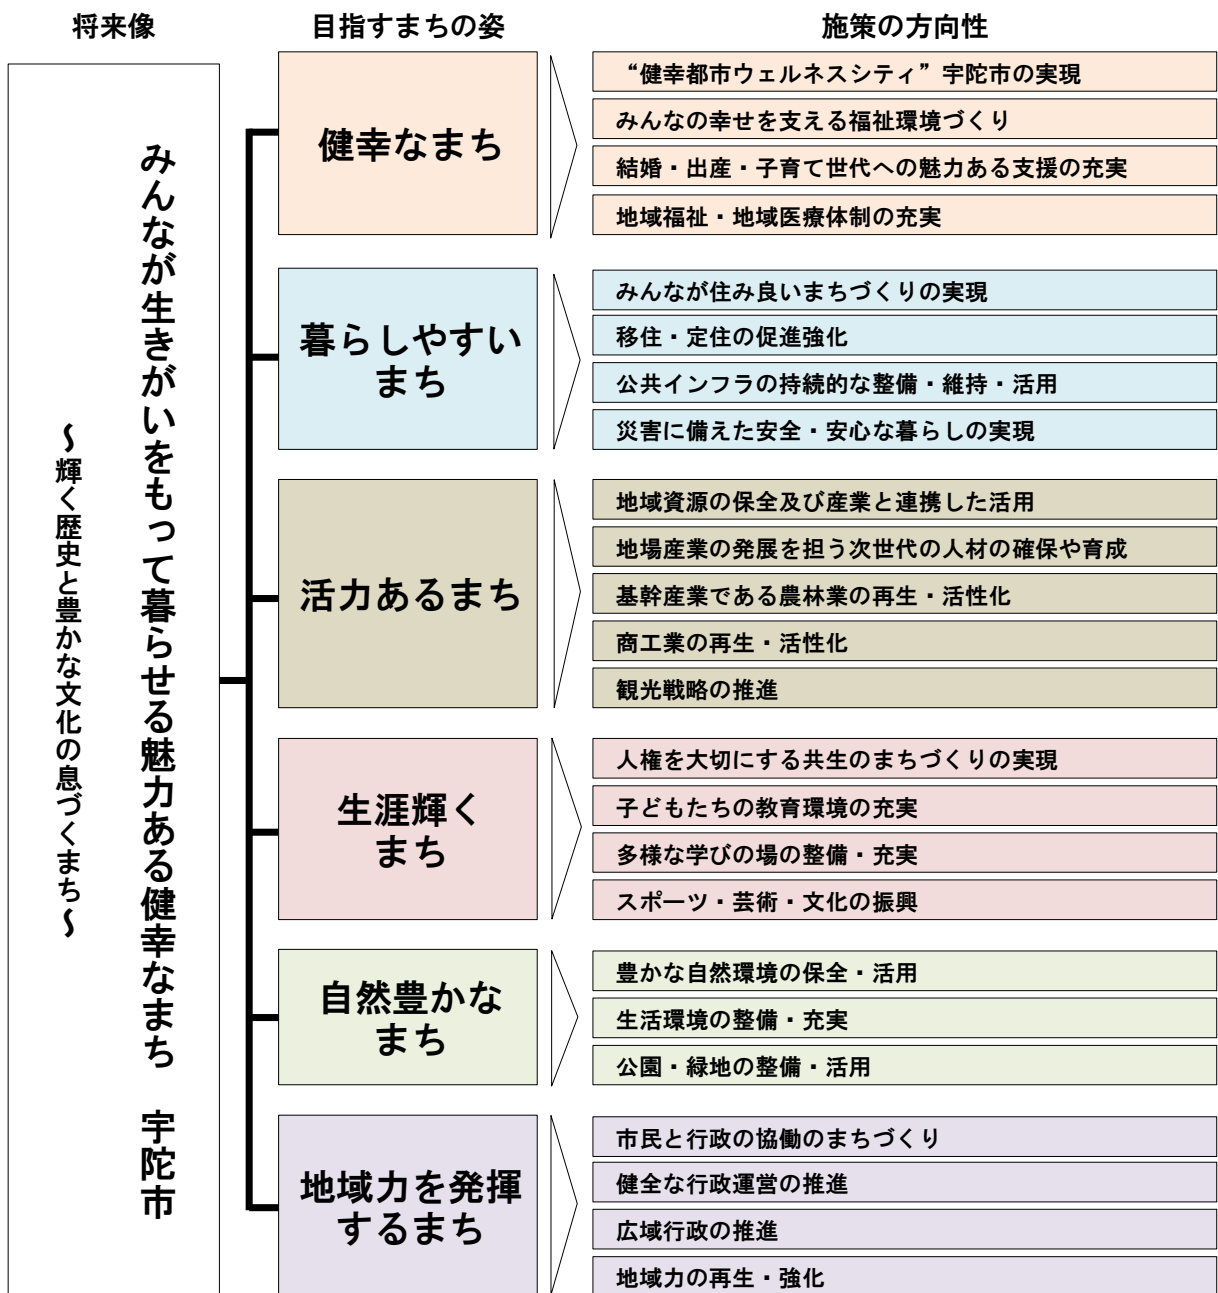 将来像
目指すまちの姿
施策の方向性
みんなが生きがいをもって暮らせる魅力ある健幸なまち　宇陀市
～輝く歴史と豊かな文化の息づくまち～
健幸なまち
“健幸都市ウェルネスシティ”宇陀市の実現
みんなの幸せを支える福祉環境づくり
結婚・出産・子育て世代への魅力ある支援の充実
地域福祉・地域医療体制の充実
暮らしやすい
まち
みんなが住み良いまちづくりの実現
移住・定住の促進強化
公共インフラの持続的な整備・維持・活用
災害に備えた安全・安心な暮らしの実現
活力あるまち
地域資源の保全及び産業と連携した活用
地場産業の発展を担う次世代の人材の確保や育成
基幹産業である農林業の再生・活性化
商工業の再生・活性化
観光戦略の推進
生涯輝く
まち
人権を大切にする共生のまちづくりの実現
子どもたちの教育環境の充実
多様な学びの場の整備・充実
スポーツ・芸術・文化の振興
自然豊かな
まち
豊かな自然環境の保全・活用
生活環境の整備・充実
公園・緑地の整備・活用
地域力を発揮
するまち
市民と行政の協働のまちづくり
健全な行政運営の推進
広域行政の推進
地域力の再生・強化